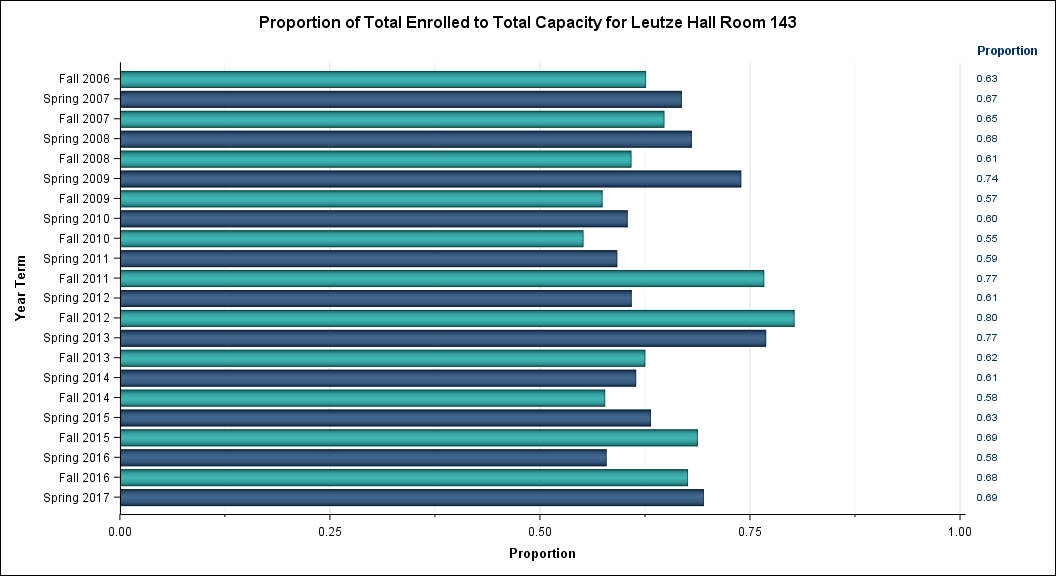 Proportion of Total Enrolled to Total Capacity for Leutze Hall Room 143
Proportion
Fall 2006 0.63
Spring 2007 0.67
Fall 2007 0.65
Spring 2008 0.68
Fall 2008 0.61
Spring 2009 0.74
Fall 2009 0.57
Spring 2010 0.60
Fall 2010 0.55
Spring 2011 0.59
Fall 2011 0.77
Spring 2012 0.61
Fall 2012 0.80
Spring 2013 0.77
Fall 2013 0.62
Spring 2014 0.61
Fall 2014 0.58
Spring 2015 0.63
Fall 2015 0.69
Spring 2016 0.58
Fall 2016 0.68
Spring 2017 0.69
Year Term
0.00 0.25 0.50 0.75 1.00
Proportion